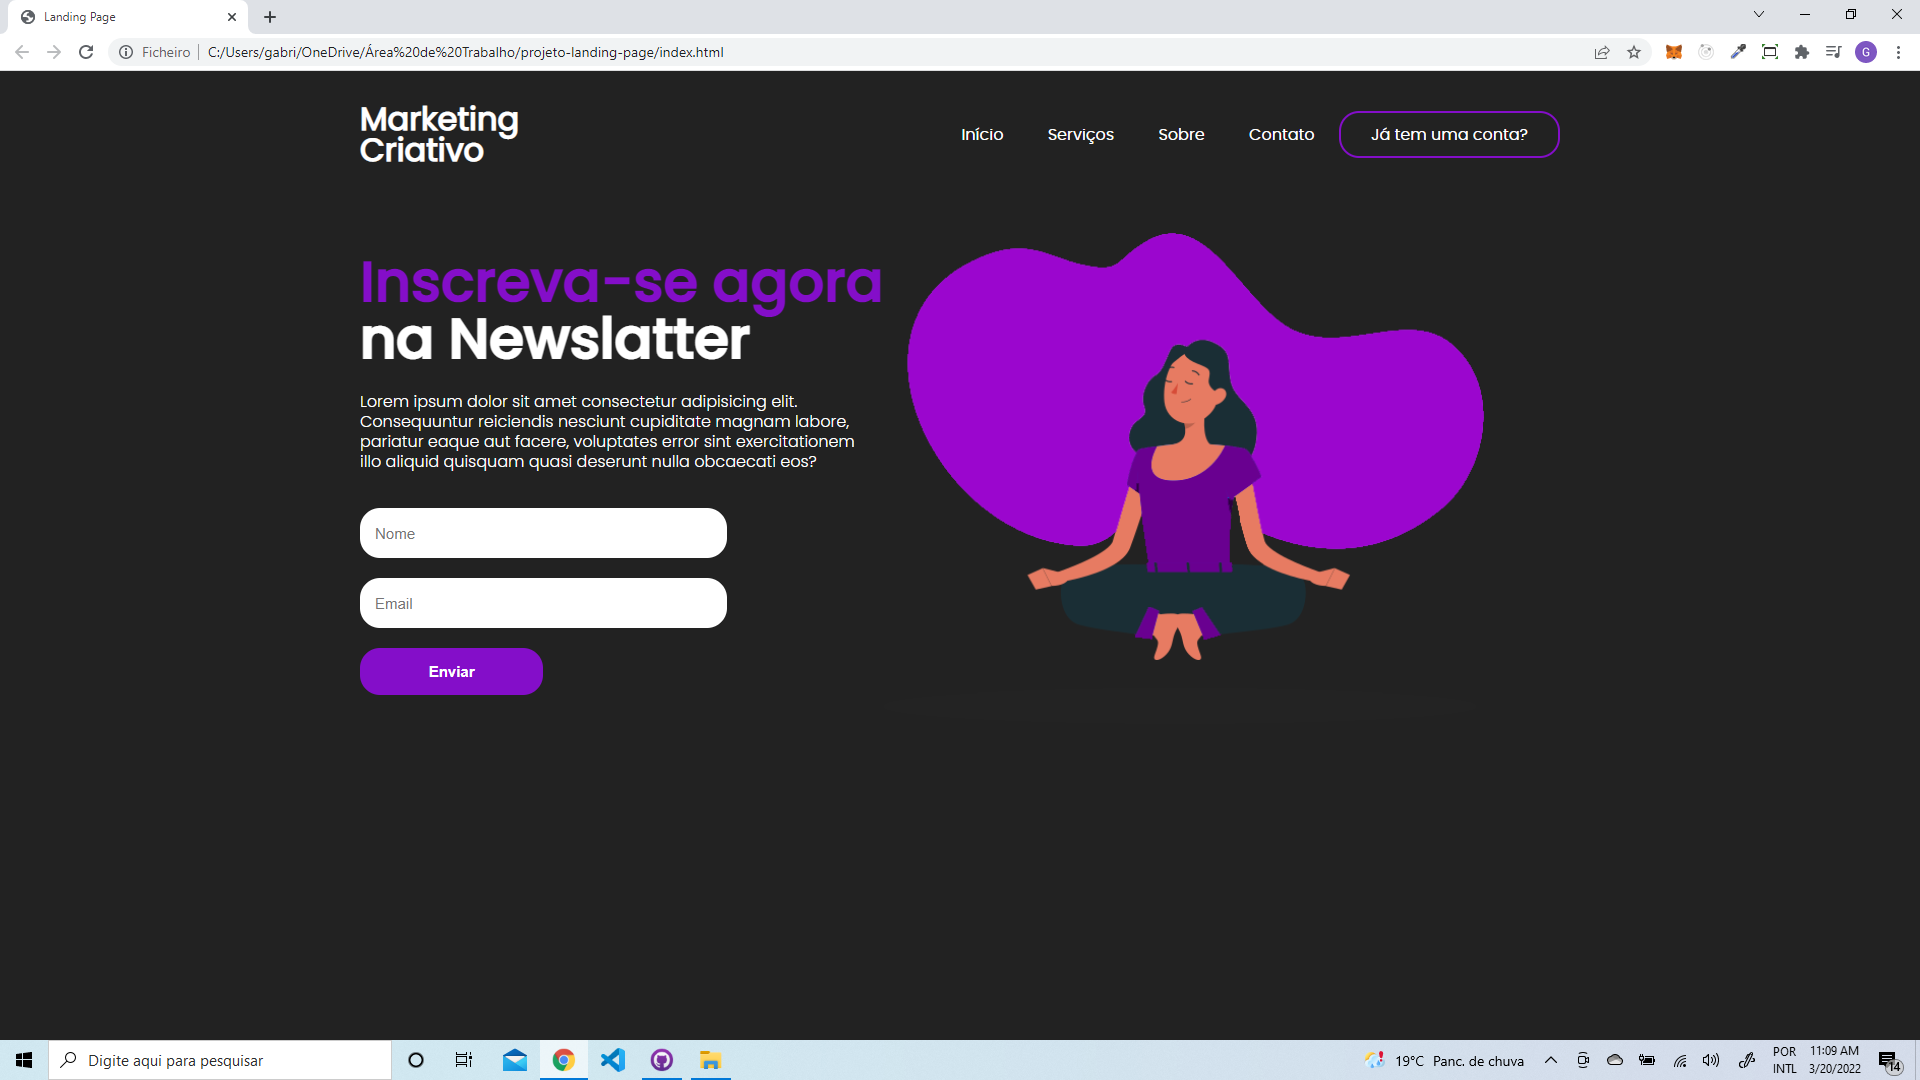 Landing Page
Ficheiro
C:/Users/gabri/OneDrive/Área%20de%20Trabalho/projeto-landing-page/index.html
G
Marketing
Criativo
Início
Serviços
Sobre
Contato
Já tem uma conta?
Inscreva-se agora
na Newslatter
Lorem ipsum dolor sit amet consectetur adipisicing elit.
Consequuntur reiciendis nesciunt cupiditate magnam labore,
pariatur eaque aut facere, voluptates error sint exercitationem
illo aliquid quisquam quasi deserunt nulla obcaecati eos?
Nome
Email
Enviar
Digite aqui para pesquisar
19°C Panc. de chuva
POR
INTL
11:09 AM
3/20/2022
14